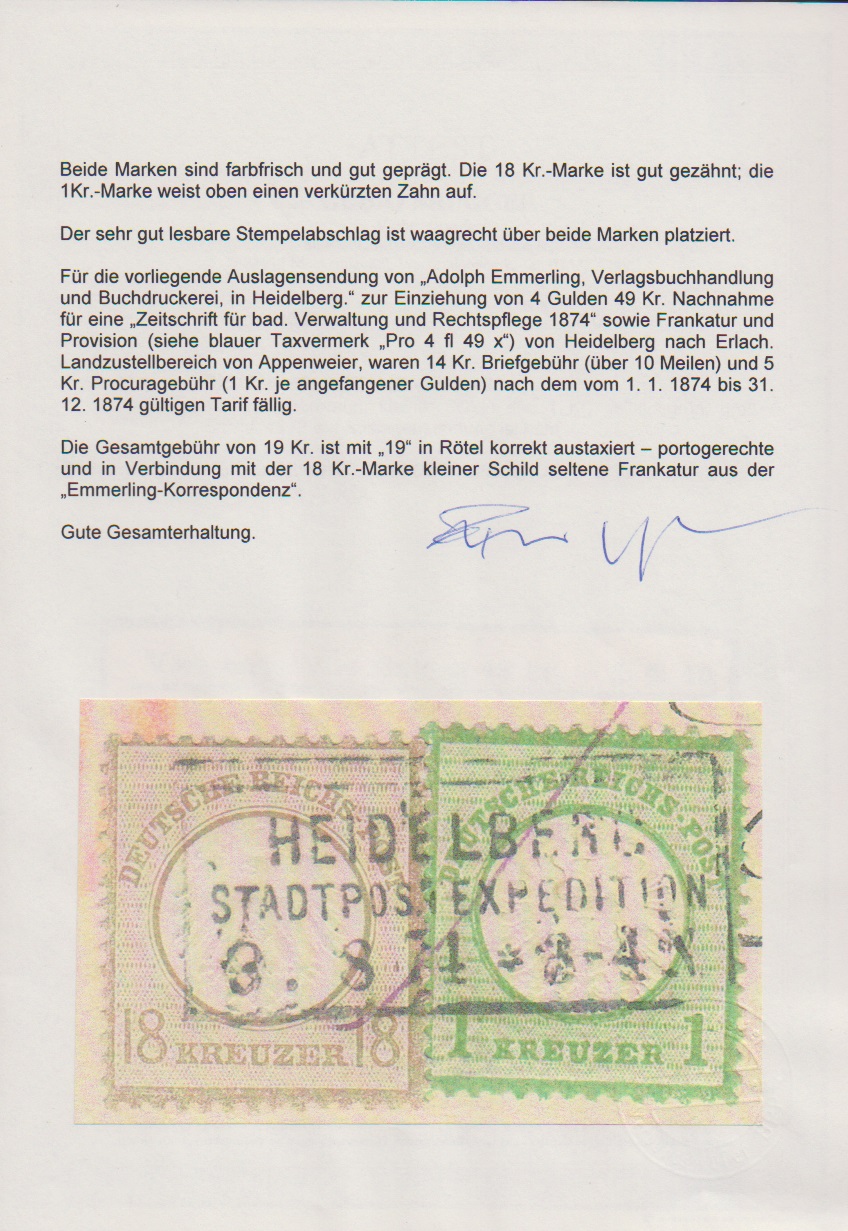 Beide Marken sind farbfrisch und gut geprägt. Die 18 Kr.-Marke ist gut gezähnt; die
1Kr.-Marke weist oben einen verkürzten Zahn auf.
Der sehr gut lesbare Stempelabschlag ist waagrecht über beide Marken platziert.
Für die vorliegende Auslagensendung von „Adolph Emmerling, Verlagsbuchhandlung
und Buchdruckerei, in Heidelberg.“ zur Einziehung von 4 Gulden 49 Kr. Nachnahme
für eine „Zeitschrift für bad. Verwaltung und Rechtspflege 1874“ sowie Frankatur und
Provision (siehe blauer Taxvermerk „Pro 4 fl 49 x“) von Heidelberg nach Erlach.
Landzustellbereich von Appenweier, waren 14 Kr. Briefgebühr (über 10 Meilen) und 5
Kr. Procuragebühr (1 Kr. je angefangener Gulden) nach dem vom 1. 1. 1874 bis 31.
12. 1874 gültigen Tarif fällig.
Die Gesamtgebühr von 19 Kr. ist mit „19“ in Rötel korrekt austaxiert – portogerechte
und in Verbindung mit der 18 Kr.-Marke kleiner Schild seltene Frankatur aus der
„Emmerling-Korrespondenz“.
Gute Gesamterhaltung.
DEUTSCHE REICHS-POST
DEUTSCHE REICHS-POST
HEIDELBERG
STADTPOSTEXPEDITION
18 KREUZER 18
1 KREUZER 1